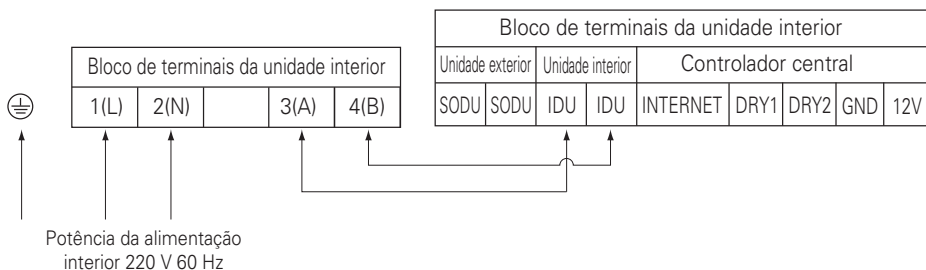 Bloco de terminais da unidade interior
Unidade exterior Unidade interior Controlador central
SODU SODU IDU IDU INTERNET DRY1 DRY2 GND 12V
Bloco de terminais da unidade interior
1(L) 2(N) 3(A) 4(B)
Potência da alimentação
interior 220 V 60 Hz